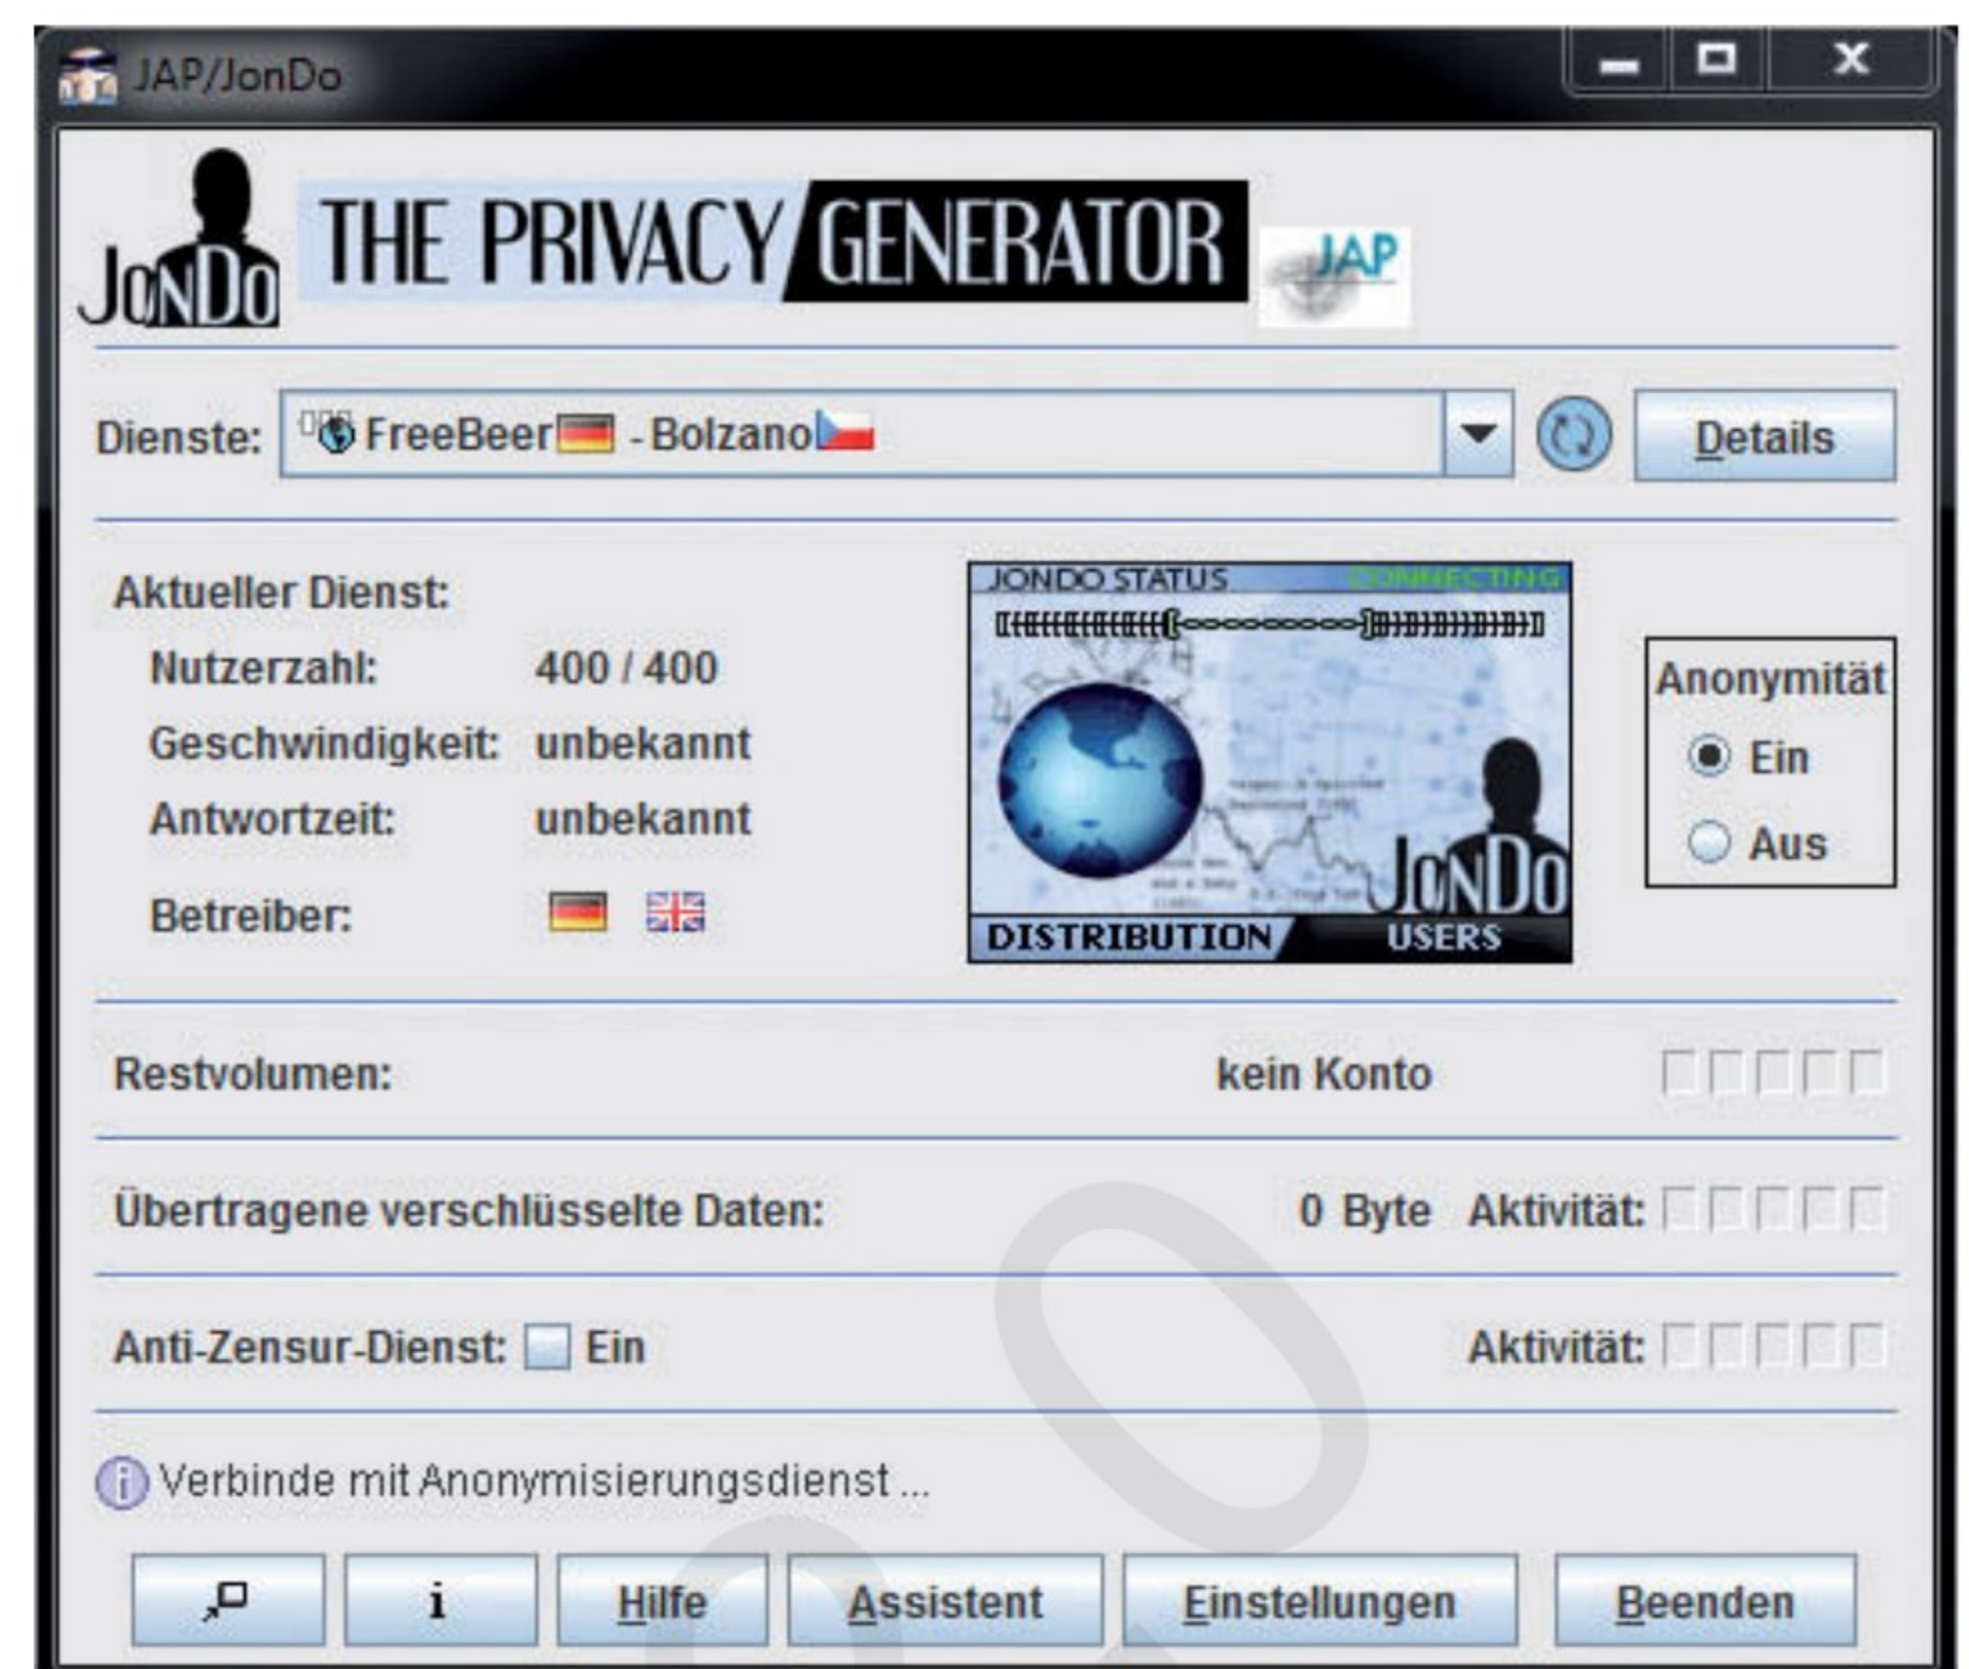 JAP/JonDo
JONDO THE PRIVACY GENERATOR JAP
Dienste: FreeBeer - Bolzano Details
Aktueller Dienst:
Nutzerzahl: 400 / 400
Geschwindigkeit: unbekannt
Antwortzeit: unbekannt
Betreiber:
JONDO STATUS CONNECTING
JONDO
DISTRIBUTION USERS
Anonymität
Ein
Aus
Restvolumen: kein Konto
Übertragene verschlüsselte Daten: 0 Byte Aktivität:
Anti-Zensur-Dienst: Ein Aktivität:
Verbinde mit Anonymisierungsdienst ...
i Hilfe Assistent Einstellungen Beenden